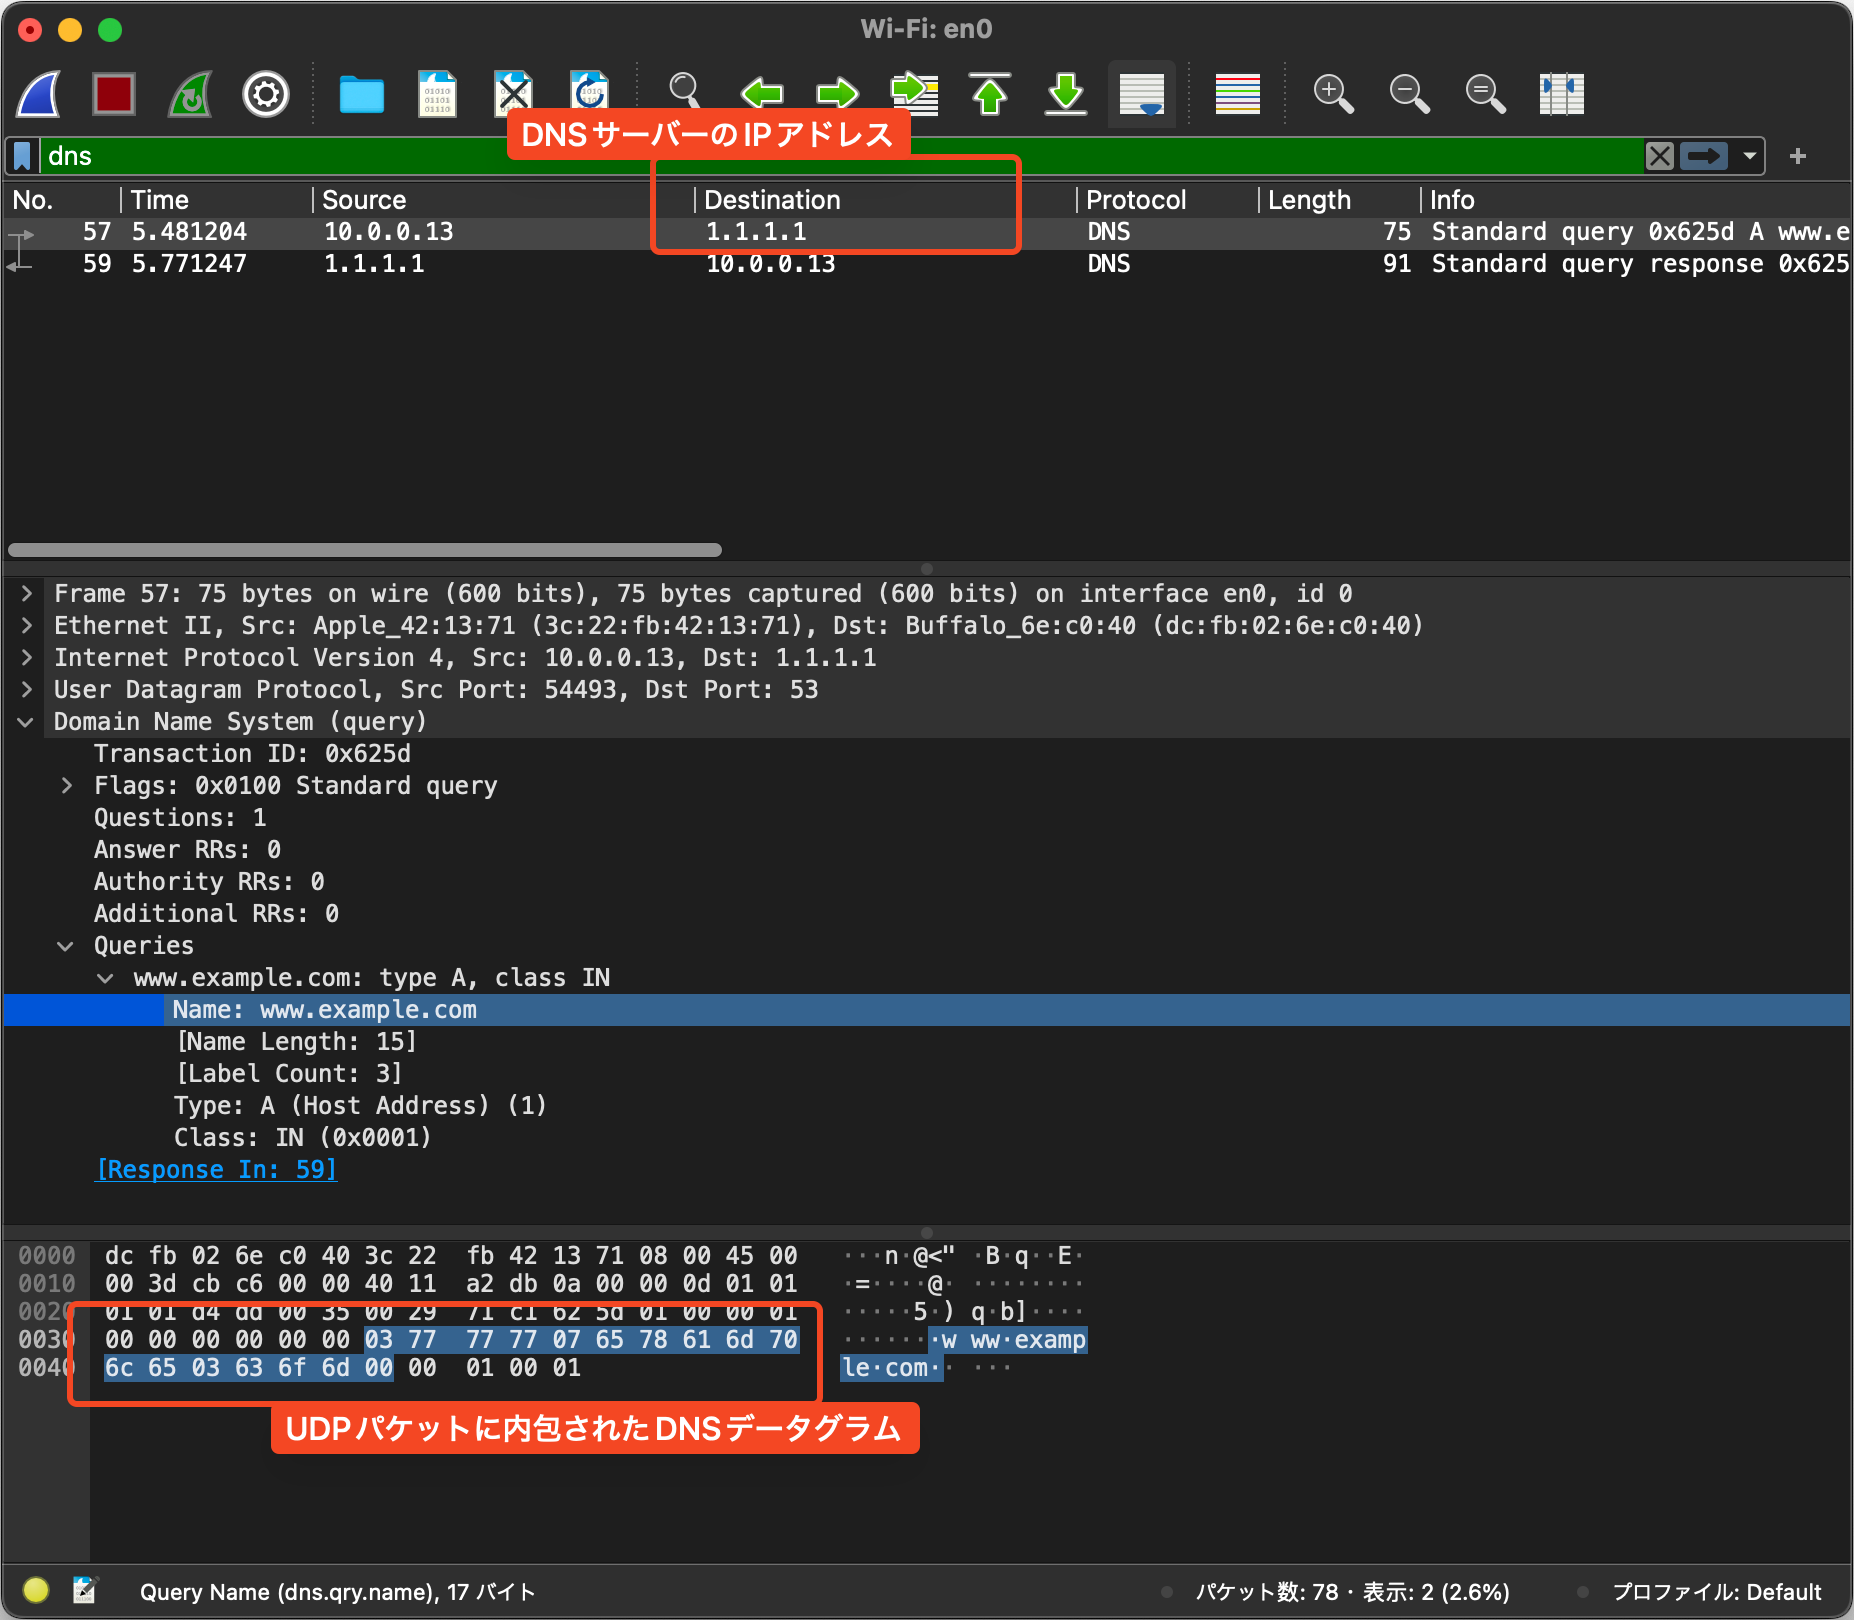 Wi-Fi: en0
DNSサーバーのIPアドレス
dns
No. Time Source Destination Protocol Length Info
57 5.481204 10.0.0.13 1.1.1.1 DNS 75 Standard query 0x625d A www.e
59 5.771247 1.1.1.1 10.0.0.13 DNS 91 Standard query response 0x625
Frame 57: 75 bytes on wire (600 bits), 75 bytes captured (600 bits) on interface en0, id 0
Ethernet II, Src: Apple_42:13:71 (3c:22:fb:42:13:71), Dst: Buffalo_6e:c0:40 (dc:fb:02:6e:c0:40)
Internet Protocol Version 4, Src: 10.0.0.13, Dst: 1.1.1.1
User Datagram Protocol, Src Port: 54493, Dst Port: 53
Domain Name System (query)
Transaction ID: 0x625d
Flags: 0x0100 Standard query
Questions: 1
Answer RRs: 0
Authority RRs: 0
Additional RRs: 0
Queries
www.example.com: type A, class IN
Name: www.example.com
[Name Length: 15]
[Label Count: 3]
Type: A (Host Address) (1)
Class: IN (0x0001)
[Response In: 59]
0000 dc fb 02 6e c0 40 3c 22 fb 42 13 71 08 00 45 00 ···n·@<" ·B·q··E·
0010 00 3d cb c6 00 00 40 11 a2 db 0a 00 00 0d 01 01 ·=····@· ········
0020 01 01 d4 dd 00 35 00 29 71 c1 62 5d 01 00 00 01 ·····5·) q·b]····
0030 00 00 00 00 00 00 03 77 77 77 07 65 78 61 6d 70 ·······w ww·examp
0040 6c 65 03 63 6f 6d 00 00 01 00 01 le·com·· ···
UDPパケットに内包されたDNSデータグラム
Query Name (dns.qry.name), 17 バイト
パケット数: 78 · 表示: 2 (2.6%)
プロファイル: Default